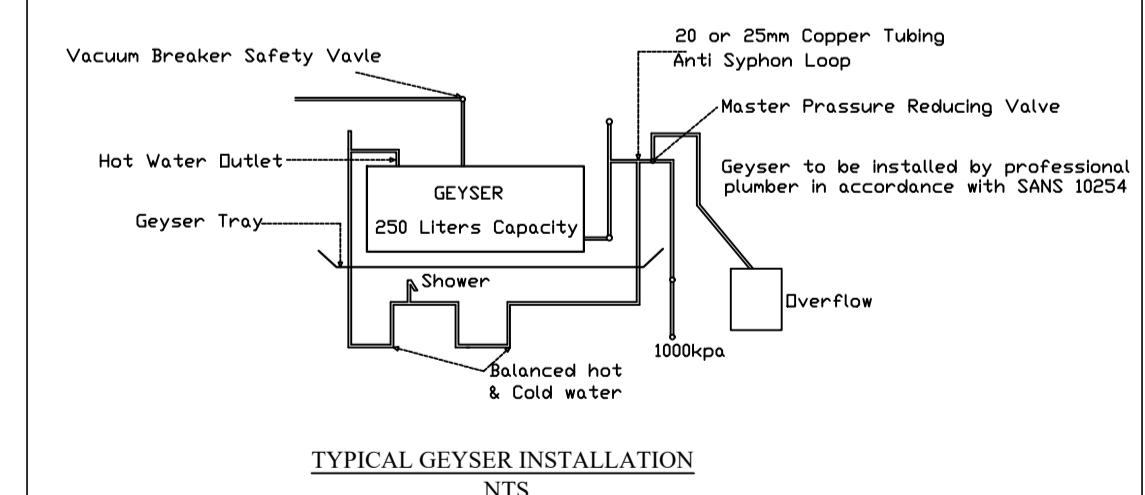 Vacuum Breaker Safety Vavle
20 or 25mm Copper Tubing
Anti Syphon Loop
Master Prassure Reducing Valve
Hot Water Outlet
GEYSER
250 Liters Capacity
Geyser to be installed by professional
plumber in accordance with SANS 10254
Geyser Tray
Shower
Overflow
1000kpa
Balanced hot
& Cold water
TYPICAL GEYSER INSTALLATION
NTS